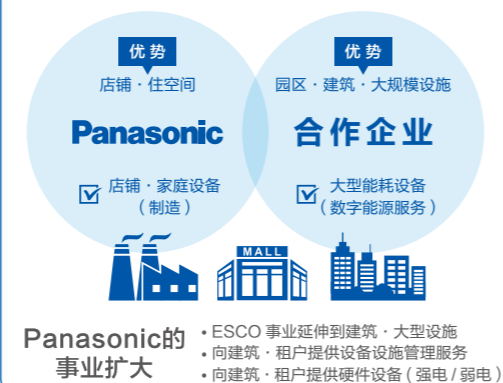 优势
优势
店铺·住空间
园区·建筑·大规模设施
Panasonic
合作企业
店铺·家庭设备
(制造)
大型能耗设备
(数字能源服务)
MALL
Panasonic的
事业扩大
• ESCO 事业延伸到建筑·大型设施
• 向建筑·租户提供设备设施管理服务
• 向建筑·租户提供硬件设备(强电/弱电)